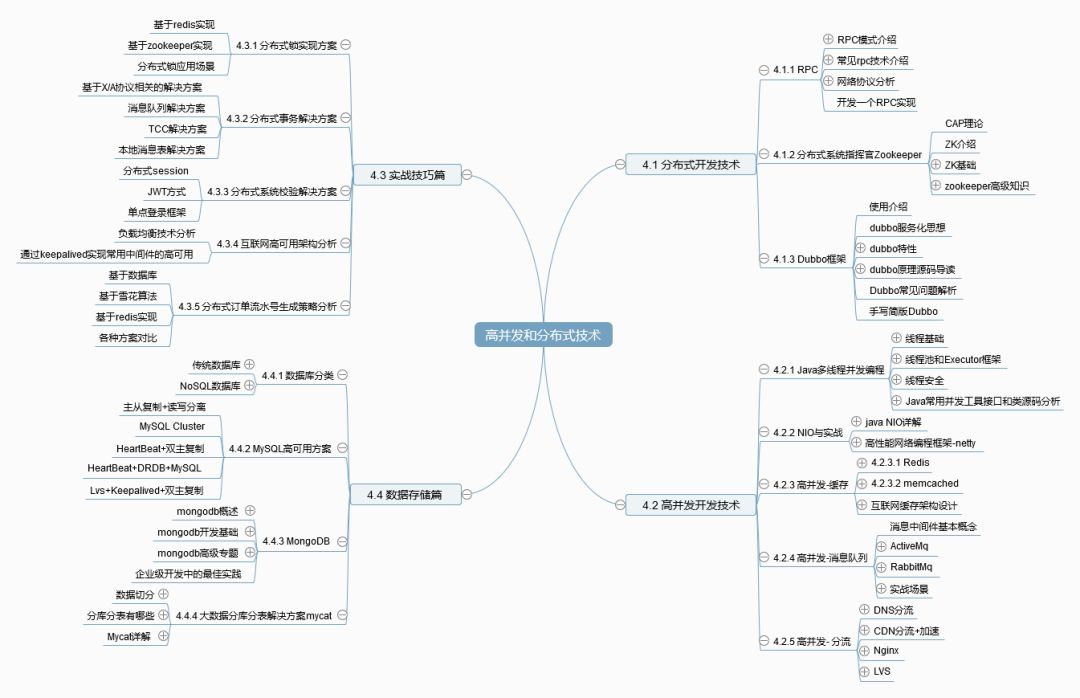 高并发和分布式技术
4.1 分布式开发技术
4.1.1 RPC
RPC模式介绍
常见rpc技术介绍
网络协议分析
开发一个RPC实现
4.1.2 分布式系统指挥官Zookeeper
CAP理论
ZK介绍
ZK基础
zookeeper高级知识
4.1.3 Dubbo框架
使用介绍
dubbo服务化思想
dubbo特性
dubbo原理源码导读
Dubbo常见问题解析
手写简版Dubbo
4.2 高并发开发技术
4.2.1 Java多线程并发编程
线程基础
线程池和Executor框架
线程安全
Java常用并发工具接口和类源码分析
4.2.2 NIO与实战
java NIO详解
高性能网络编程框架-netty
4.2.3 高并发-缓存
4.2.3.1 Redis
4.2.3.2 memcached
互联网缓存架构设计
4.2.4 高并发-消息队列
消息中间件基本概念
ActiveMq
RabbitMq
实战场景
4.2.5 高并发- 分流
DNS分流
CDN分流+加速
Nginx
LVS
4.3 实战技巧篇
4.3.1 分布式锁实现方案
基于redis实现
基于zookeeper实现
分布式锁应用场景
4.3.2 分布式事务解决方案
基于X/A协议相关的解决方案
消息队列解决方案
TCC解决方案
本地消息表解决方案
4.3.3 分布式系统校验解决方案
分布式session
JWT方式
单点登录框架
4.3.4 互联网高可用架构分析
负载均衡技术分析
通过keepalived实现常用中间件的高可用
4.3.5 分布式订单流水号生成策略分析
基于数据库
基于雪花算法
基于redis实现
各种方案对比
4.4 数据存储篇
4.4.1 数据库分类
传统数据库
NoSQL数据库
4.4.2 MySQL高可用方案
主从复制+读写分离
MySQL Cluster
HeartBeat+双主复制
HeartBeat+DRDB+MySQL
Lvs+Keepalived+双主复制
4.4.3 MongoDB
mongodb概述
mongodb开发基础
mongodb高级专题
企业级开发中的最佳实践
4.4.4 大数据分库分表解决方案mycat
数据切分
分库分表有哪些
Mycat详解